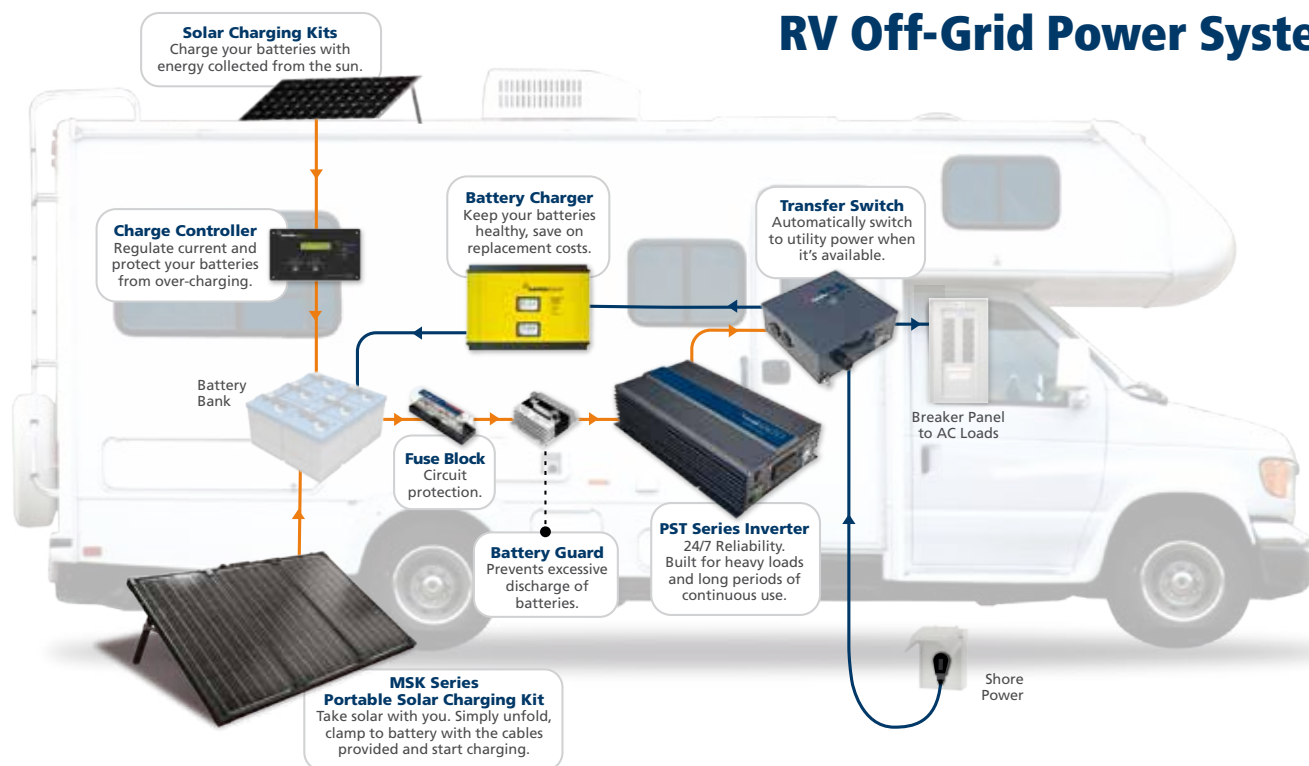 RV Off-Grid Power Syste
Solar Charging Kits
Charge your batteries with
energy collected from the sun.
Charge Controller
Regulate current and
protect your batteries
from over-charging.
Battery Charger
Keep your batteries
healthy, save on
replacement costs.
Transfer Switch
Automatically switch
to utility power when
it's available.
Battery
Bank
Fuse Block
Circuit
protection.
Battery Guard
Prevents excessive
discharge of
batteries.
PST Series Inverter
24/7 Reliability.
Built for heavy loads
and long periods of
continuous use.
Breaker Panel
to AC Loads
Shore
Power
MSK Series
Portable Solar Charging Kit
Take solar with you. Simply unfold,
clamp to battery with the cables
provided and start charging.